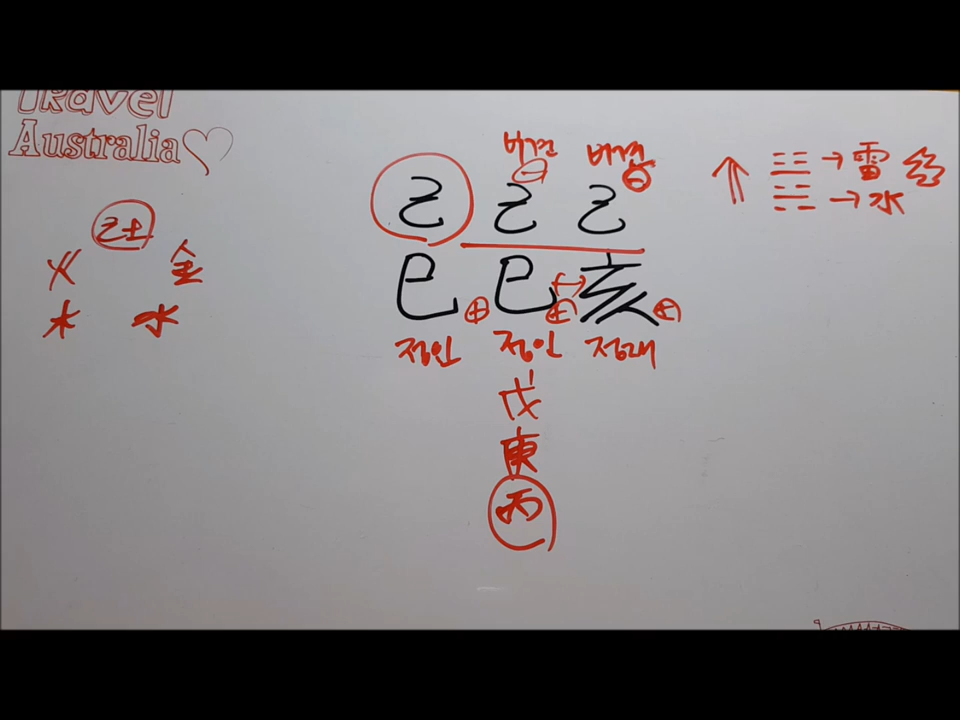 Travel
Australia
己土
火 金
木 水
비견 비견
- -
己 己 己
巳 巳 亥
+ + +
정인 정인 정재
戊
庚
丙
→ 雷
→ 水